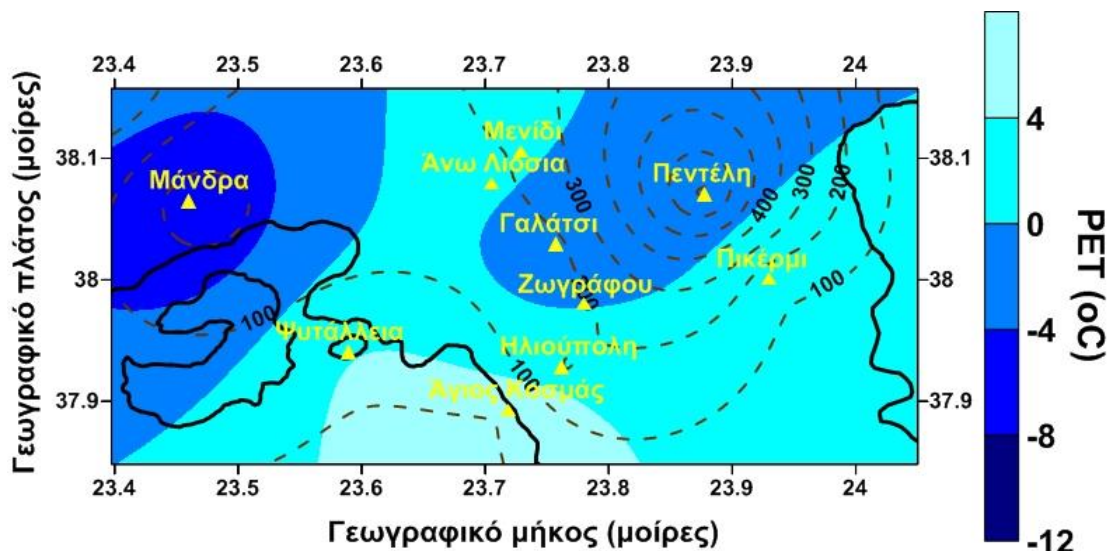 23.4 23.5 23.6 23.7 23.8 23.9 24
Γεωγραφικό πλάτος (μοίρες)
38.1 38.1
38 38
37.9 37.9
Μενίδι
Άνω Λιόσια
Μάνδρα
Πεντέλη
Γαλάτσι
Πικέρμι
Ζωγράφου
Ψυτάλλεια
Ηλιούπολη
Άγιος Κοσμάς
300
400
300
200
100
100
100
23.4 23.5 23.6 23.7 23.8 23.9 24
Γεωγραφικό μήκος (μοίρες)
4
0
-4
-8
-12
PET (oC)